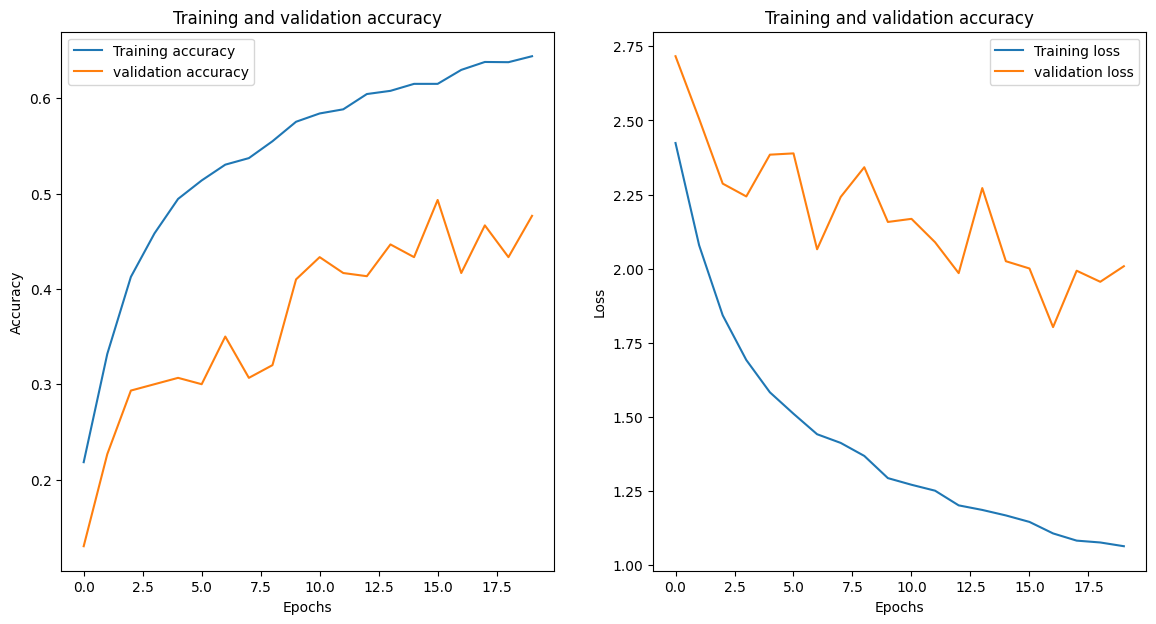 Training and validation accuracy
Training accuracy
validation accuracy
0.6
0.5
0.4
0.3
0.2
Accuracy
0.0 2.5 5.0 7.5 10.0 12.5 15.0 17.5
Epochs
Training and validation accuracy
Training loss
validation loss
2.75
2.50
2.25
2.00
1.75
1.50
1.25
1.00
Loss
0.0 2.5 5.0 7.5 10.0 12.5 15.0 17.5
Epochs